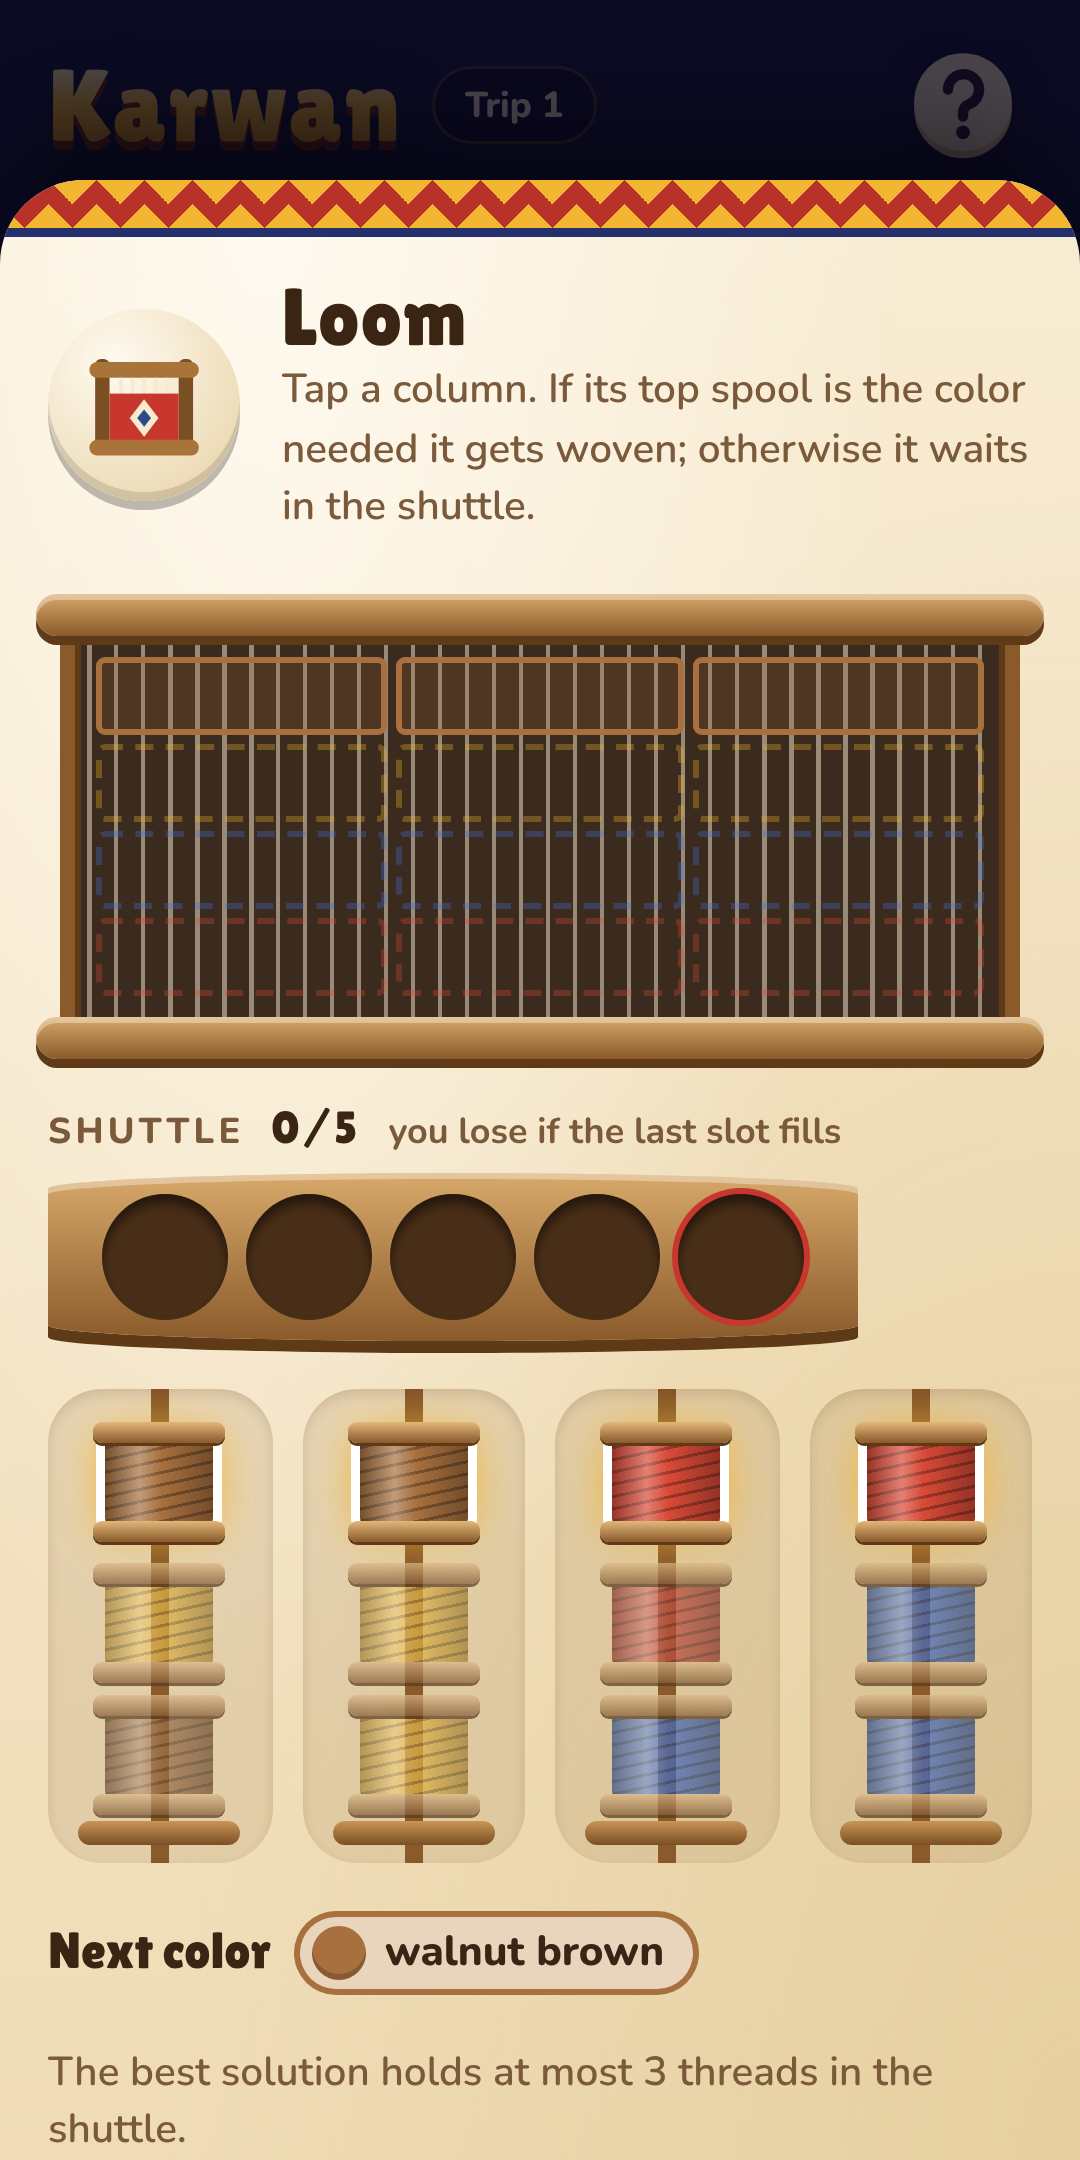 Karwan
Trip 1
?
Loom
Tap a column. If its top spool is the color
needed it gets woven; otherwise it waits
in the shuttle.
SHUTTLE 0/5 you lose if the last slot fills
Next color walnut brown
The best solution holds at most 3 threads in the
shuttle.